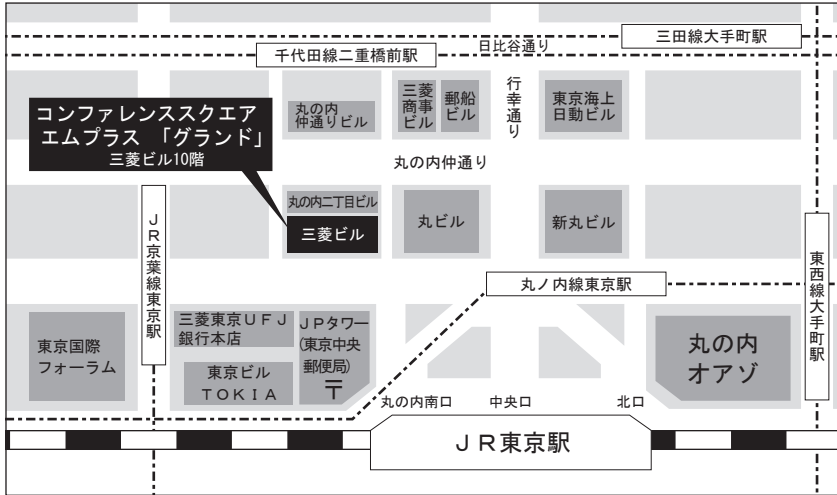 三田線大手町駅
日比谷通り
千代田線二重橋前駅
コンファレンススクエア
エムプラス 「グランド」
三菱ビル10階
丸の内
仲通りビル
三菱
商事
ビル
郵船
ビル
行幸通り
東京海上
日動ビル
丸の内仲通り
丸の内二丁目ビル
三菱ビル
丸ビル
新丸ビル
JR京葉線東京駅
東西線大手町駅
丸ノ内線東京駅
東京国際
フォーラム
三菱東京UFJ
銀行本店
東京ビル
TOKIA
JPタワー
(東京中央
郵便局)
〒
丸の内
オアゾ
丸の内南口
中央口
北口
JR東京駅